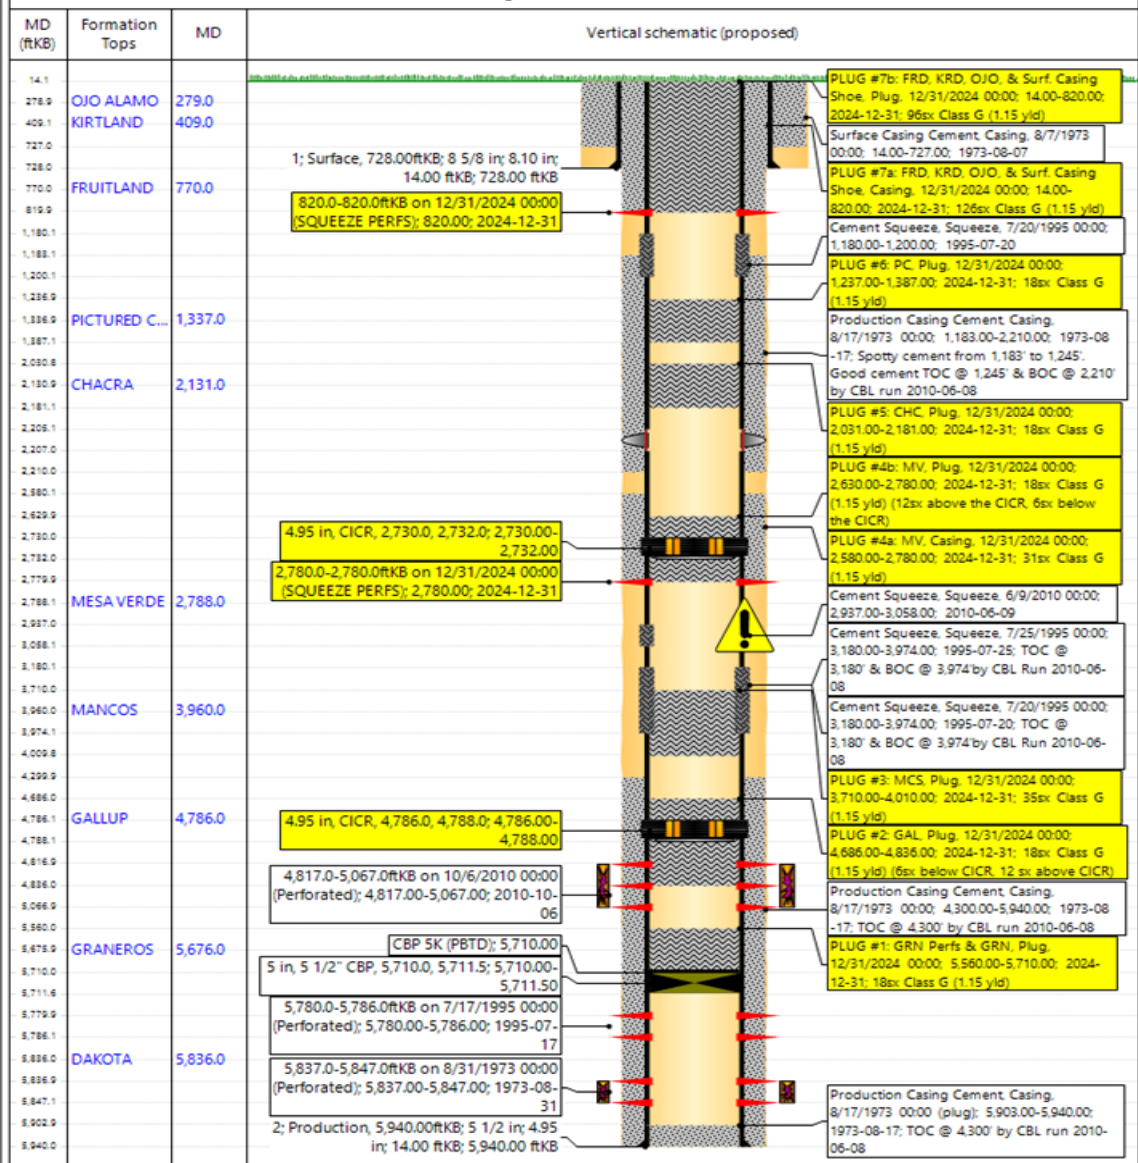 MD
(ftKB)
Formation
Tops
MD
Vertical schematic (proposed)
14.1
278.9
409.1
727.0
728.0
770.0
819.9
1,180.1
1,183.1
1,200.1
1,236.9
1,336.9
1,387.1
2,030.8
2,130.9
2,181.1
2,205.1
2,207.0
2,210.0
2,580.1
2,629.9
2,730.0
2,732.0
2,779.9
2,788.1
2,937.0
3,058.1
3,180.1
3,710.0
3,960.0
3,974.1
4,009.8
4,299.9
4,686.0
4,786.1
4,788.1
4,816.9
4,836.0
5,066.9
5,560.0
5,675.9
5,710.0
5,711.6
5,779.9
5,786.1
5,836.0
5,836.9
5,847.1
5,902.9
5,940.0
OJO ALAMO 279.0
KIRTLAND 409.0
FRUITLAND 770.0
PICTURED C... 1,337.0
CHACRA 2,131.0
MESA VERDE 2,788.0
MANCOS 3,960.0
GALLUP 4,786.0
GRANEROS 5,676.0
DAKOTA 5,836.0
1; Surface, 728.00ftKB; 8 5/8 in; 8.10 in;
14.00 ftKB; 728.00 ftKB
820.0-820.0ftKB on 12/31/2024 00:00
(SQUEEZE PERFS); 820.00; 2024-12-31
4.95 in, CICR, 2,730.0, 2,732.0; 2,730.00-
2,732.00
2,780.0-2,780.0ftKB on 12/31/2024 00:00
(SQUEEZE PERFS); 2,780.00; 2024-12-31
4.95 in, CICR, 4,786.0, 4,788.0; 4,786.00-
4,788.00
4,817.0-5,067.0ftKB on 10/6/2010 00:00
(Perforated); 4,817.00-5,067.00; 2010-10-
06
CBP 5K (PBTD); 5,710.00
5 in, 5 1/2" CBP, 5,710.0, 5,711.5; 5,710.00-
5,711.50
5,780.0-5,786.0ftKB on 7/17/1995 00:00
(Perforated); 5,780.00-5,786.00; 1995-07-
17
5,837.0-5,847.0ftKB on 8/31/1973 00:00
(Perforated); 5,837.00-5,847.00; 1973-08-
31
2; Production, 5,940.00ftKB; 5 1/2 in; 4.95
in; 14.00 ftKB; 5,940.00 ftKB
PLUG #7b: FRD, KRD, OJO, & Surf. Casing
Shoe, Plug, 12/31/2024 00:00; 14.00-820.00;
2024-12-31; 96sx Class G (1.15 yld)
Surface Casing Cement, Casing, 8/7/1973
00:00; 14.00-727.00; 1973-08-07
PLUG #7a: FRD, KRD, OJO, & Surf. Casing
Shoe, Casing, 12/31/2024 00:00; 14.00-
820.00; 2024-12-31; 126sx Class G (1.15 yld)
Cement Squeeze, Squeeze, 7/20/1995 00:00;
1,180.00-1,200.00; 1995-07-20
PLUG #6: PC, Plug, 12/31/2024 00:00;
1,237.00-1,387.00; 2024-12-31; 18sx Class G
(1.15 yld)
Production Casing Cement, Casing,
8/17/1973 00:00; 1,183.00-2,210.00; 1973-08
-17; Spotty cement from 1,183' to 1,245'.
Good cement TOC @ 1,245' & BOC @ 2,210'
by CBL run 2010-06-08
PLUG #5: CHC, Plug, 12/31/2024 00:00;
2,031.00-2,181.00; 2024-12-31; 18sx Class G
(1.15 yld)
PLUG #4b: MV, Plug, 12/31/2024 00:00;
2,630.00-2,780.00; 2024-12-31; 18sx Class G
(1.15 yld) (12sx above the CICR, 6sx below
the CICR)
PLUG #4a: MV, Casing, 12/31/2024 00:00;
2,580.00-2,780.00; 2024-12-31; 31sx Class G
(1.15 yld)
Cement Squeeze, Squeeze, 6/9/2010 00:00;
2,937.00-3,058.00; 2010-06-09
Cement Squeeze, Squeeze, 7/25/1995 00:00;
3,180.00-3,974.00; 1995-07-25; TOC @
3,180' & BOC @ 3,974'by CBL Run 2010-06-
08
Cement Squeeze, Squeeze, 7/20/1995 00:00;
3,180.00-3,974.00; 1995-07-20; TOC @
3,180' & BOC @ 3,974'by CBL Run 2010-06-
08
PLUG #3: MCS, Plug, 12/31/2024 00:00;
3,710.00-4,010.00; 2024-12-31; 35sx Class G
(1.15 yld)
PLUG #2: GAL, Plug, 12/31/2024 00:00;
4,686.00-4,836.00; 2024-12-31; 18sx Class G
(1.15 yld) (6sx below CICR, 12 sx above CICR)
Production Casing Cement, Casing,
8/17/1973 00:00; 4,300.00-5,940.00; 1973-08
-17; TOC @ 4,300' by CBL run 2010-06-08
PLUG #1: GRN Perfs & GRN, Plug,
12/31/2024 00:00; 5,560.00-5,710.00; 2024-
12-31; 18sx Class G (1.15 yld)
Production Casing Cement, Casing,
8/17/1973 00:00 (plug); 5,903.00-5,940.00;
1973-08-17; TOC @ 4,300' by CBL run 2010-
06-08